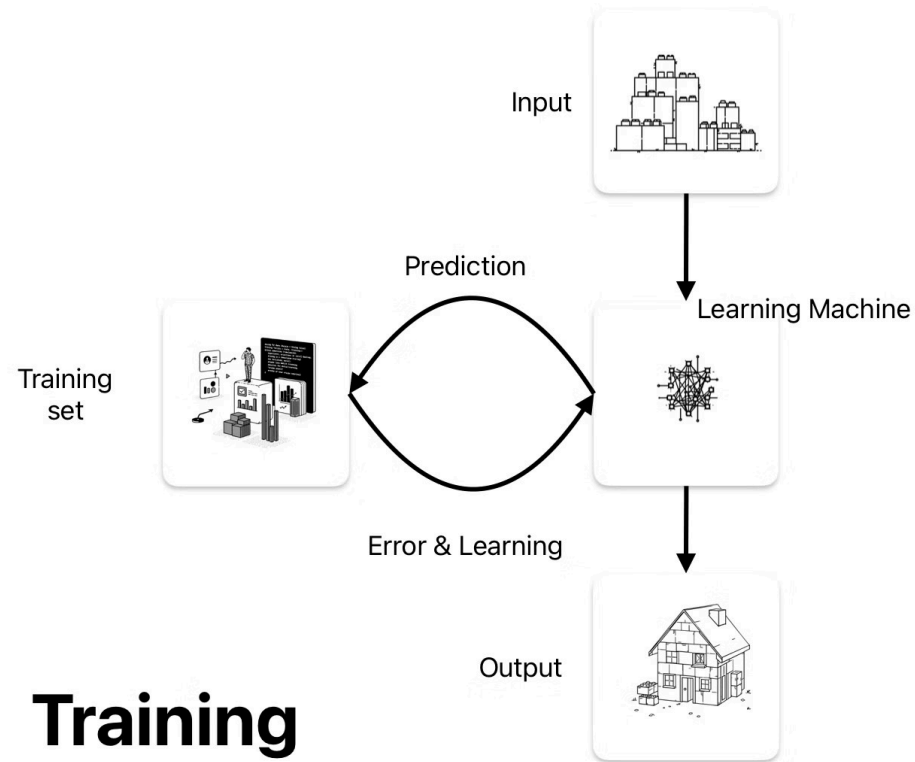 Input
Prediction
Learning Machine
Training
set
Error & Learning
Output
Training